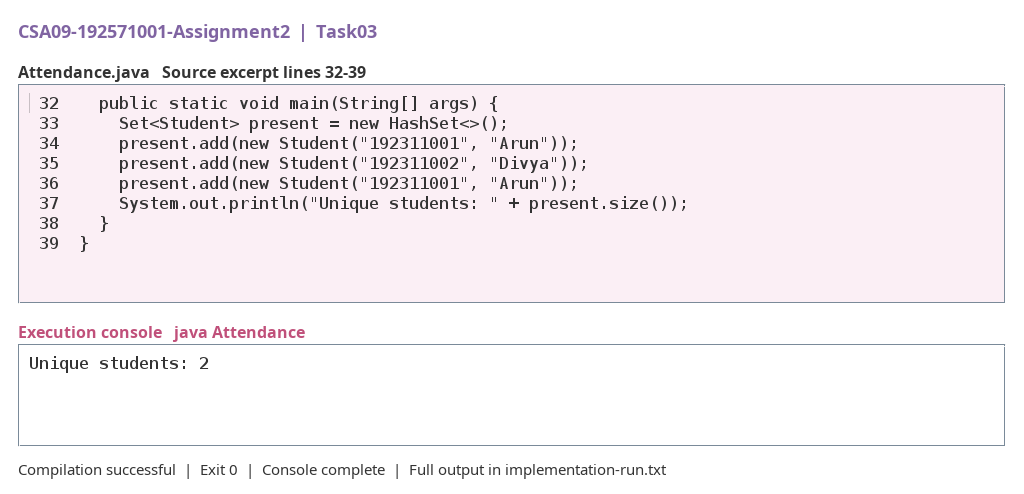 CSA09-192571001-Assignment2 | Task03
Attendance.java Source excerpt lines 32-39
32 public static void main(String[] args) {
33 Set<Student> present = new HashSet<>();
34 present.add(new Student("192311001", "Arun"));
35 present.add(new Student("192311002", "Divya"));
36 present.add(new Student("192311001", "Arun"));
37 System.out.println("Unique students: " + present.size());
38 }
39 }
Execution console java Attendance
Unique students: 2
Compilation successful | Exit 0 | Console complete | Full output in implementation-run.txt